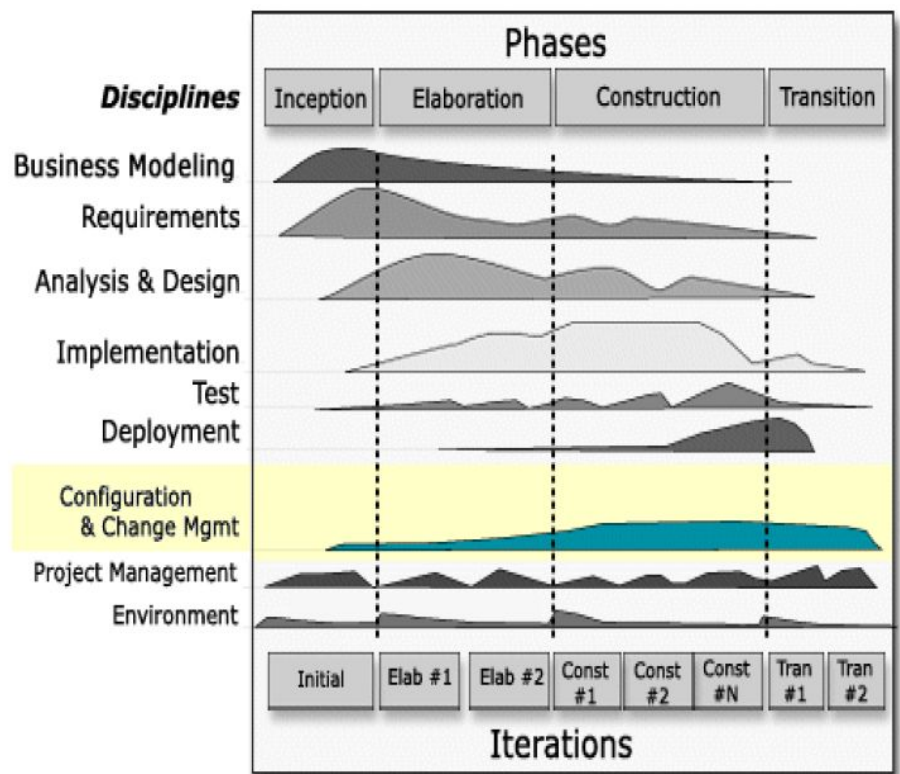 Phases
Disciplines
Inception
Elaboration
Construction
Transition
Business Modeling
Requirements
Analysis & Design
Implementation
Test
Deployment
Configuration
& Change Mgmt
Project Management
Environment
Initial
Elab #1
Elab #2
Const
#1
Const
#2
Const
#N
Tran
#1
Tran
#2
Iterations